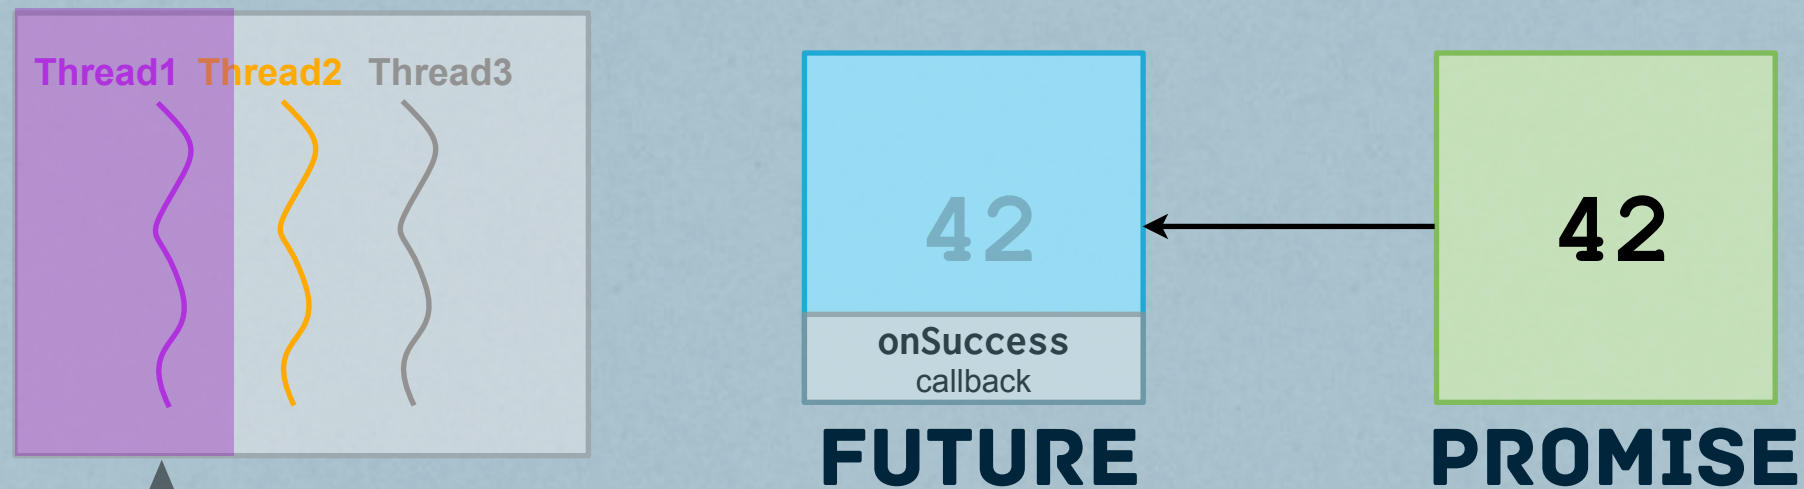 Thread1 Thread2 Thread3
42
42
onSuccess
callback
FUTURE
PROMISE